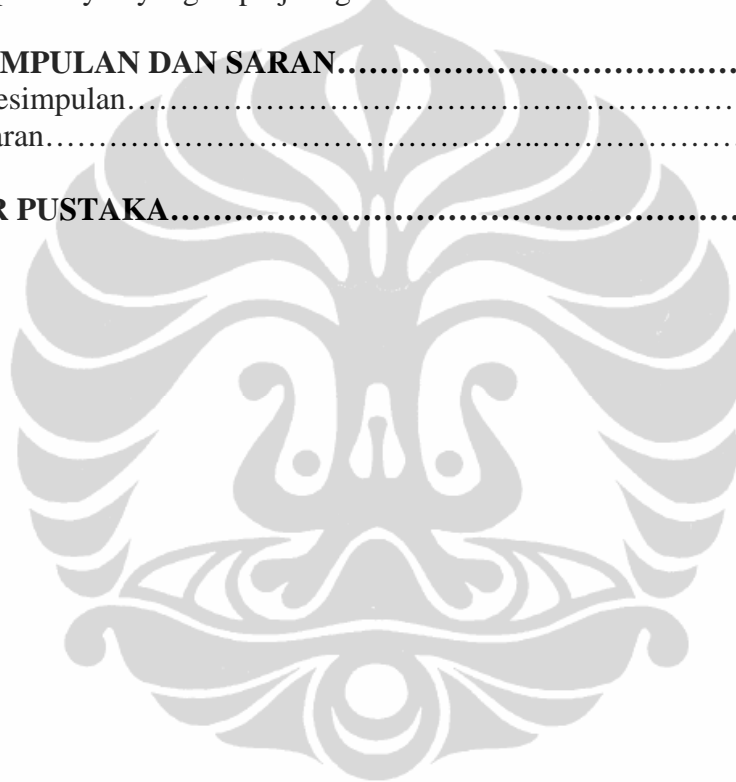 MPULAN DAN SARAN…………………………….…
esimpulan…………………………………………………
aran…………………………………………..………………
R PUSTAKA……………………………………...…………